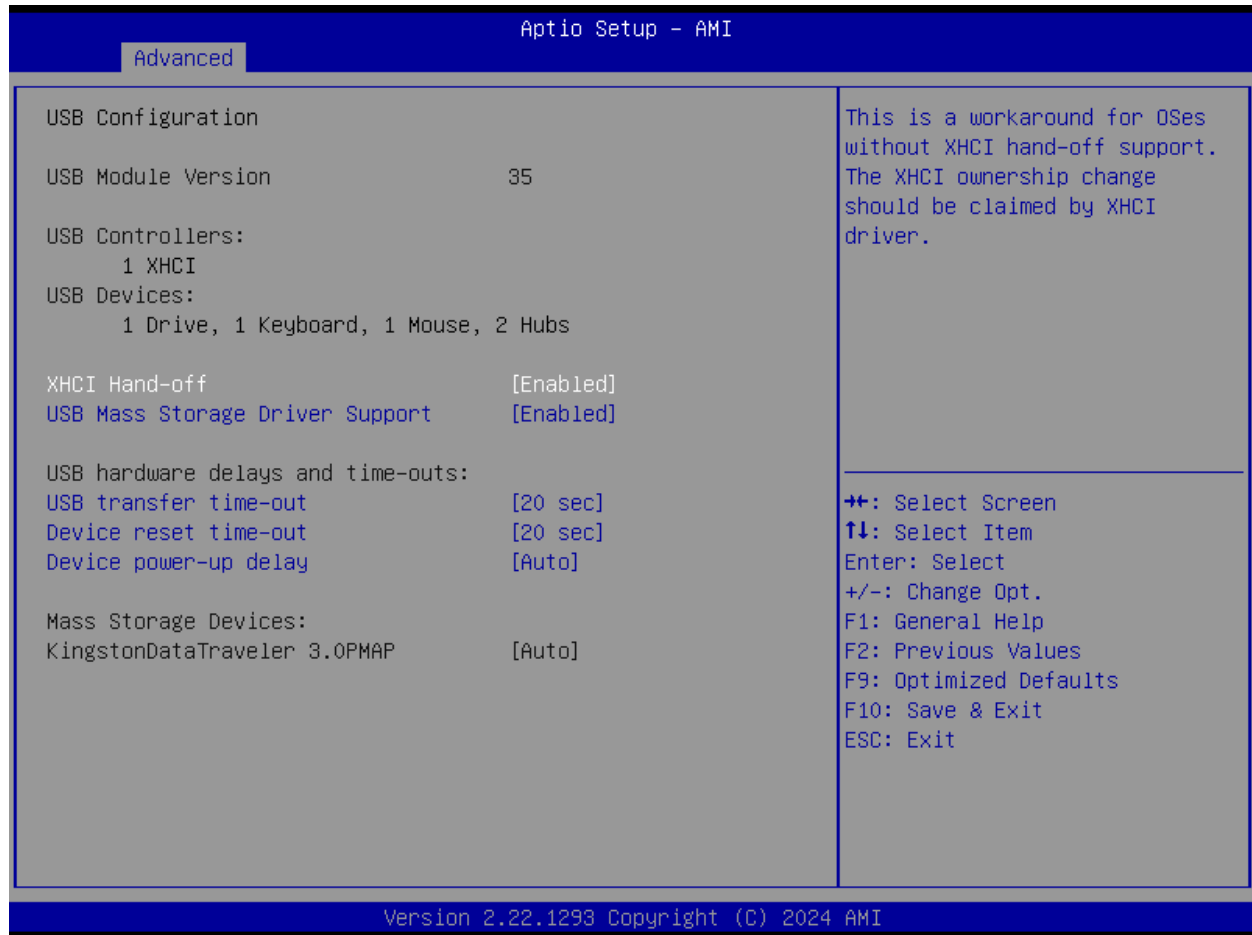 Aptio Setup – AMI
Advanced
USB Configuration
USB Module Version 35
USB Controllers:
1 XHCI
USB Devices:
1 Drive, 1 Keyboard, 1 Mouse, 2 Hubs
XHCI Hand-off [Enabled]
USB Mass Storage Driver Support [Enabled]
USB hardware delays and time-outs:
USB transfer time-out [20 sec]
Device reset time-out [20 sec]
Device power-up delay [Auto]
Mass Storage Devices:
KingstonDataTraveler 3.0PMAP [Auto]
This is a workaround for OSes
without XHCI hand-off support.
The XHCI ownership change
should be claimed by XHCI
driver.
→←: Select Screen
↑↓: Select Item
Enter: Select
+/-: Change Opt.
F1: General Help
F2: Previous Values
F9: Optimized Defaults
F10: Save & Exit
ESC: Exit
Version 2.22.1293 Copyright (C) 2024 AMI